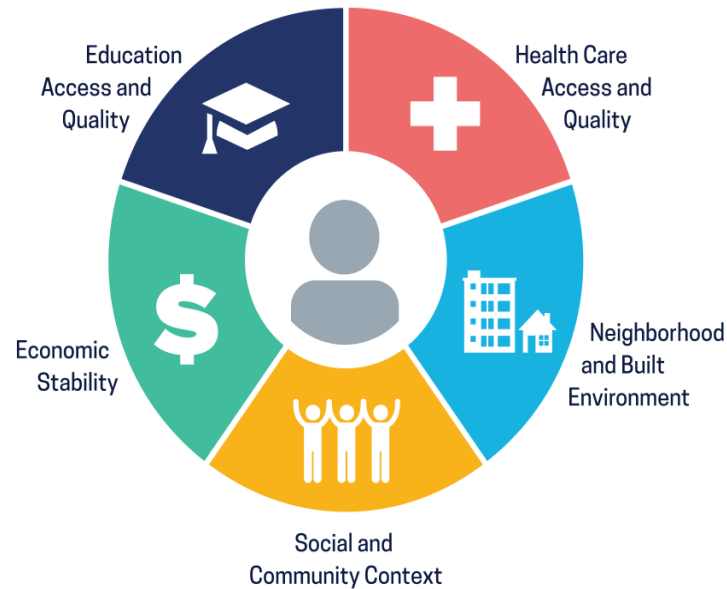 Education
Access and
Quality
Health Care
Access and
Quality
Economic
Stability
Neighborhood
and Built
Environment
Social and
Community Context